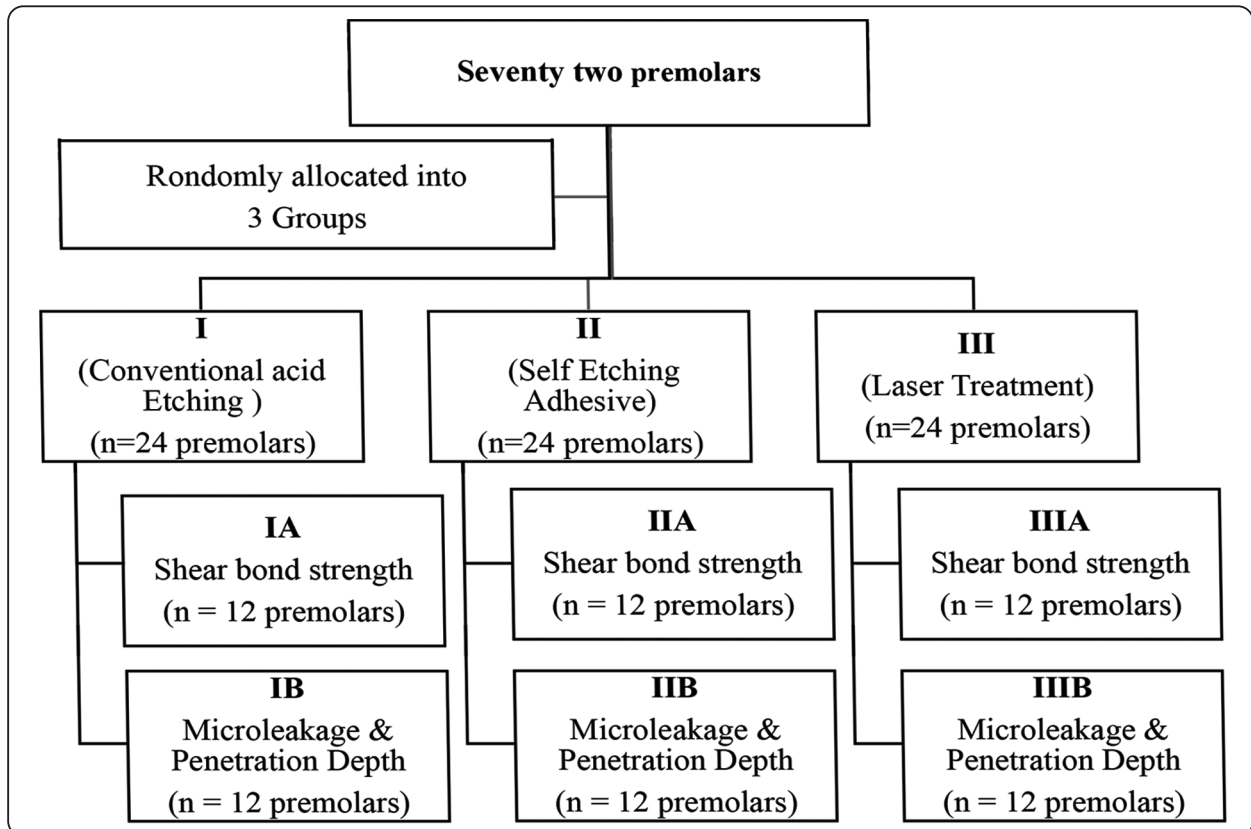 Seventy two premolars
Rondomly allocated into
3 Groups
I
(Conventional acid
Etching )
(n=24 premolars)
II
(Self Etching
Adhesive)
(n=24 premolars)
III
(Laser Treatment)
(n=24 premolars)
IA
Shear bond strength
(n = 12 premolars)
IIA
Shear bond strength
(n = 12 premolars)
IIIA
Shear bond strength
(n = 12 premolars)
IB
Microleakage &
Penetration Depth
(n = 12 premolars)
IIB
Microleakage &
Penetration Depth
(n = 12 premolars)
IIIB
Microleakage &
Penetration Depth
(n = 12 premolars)